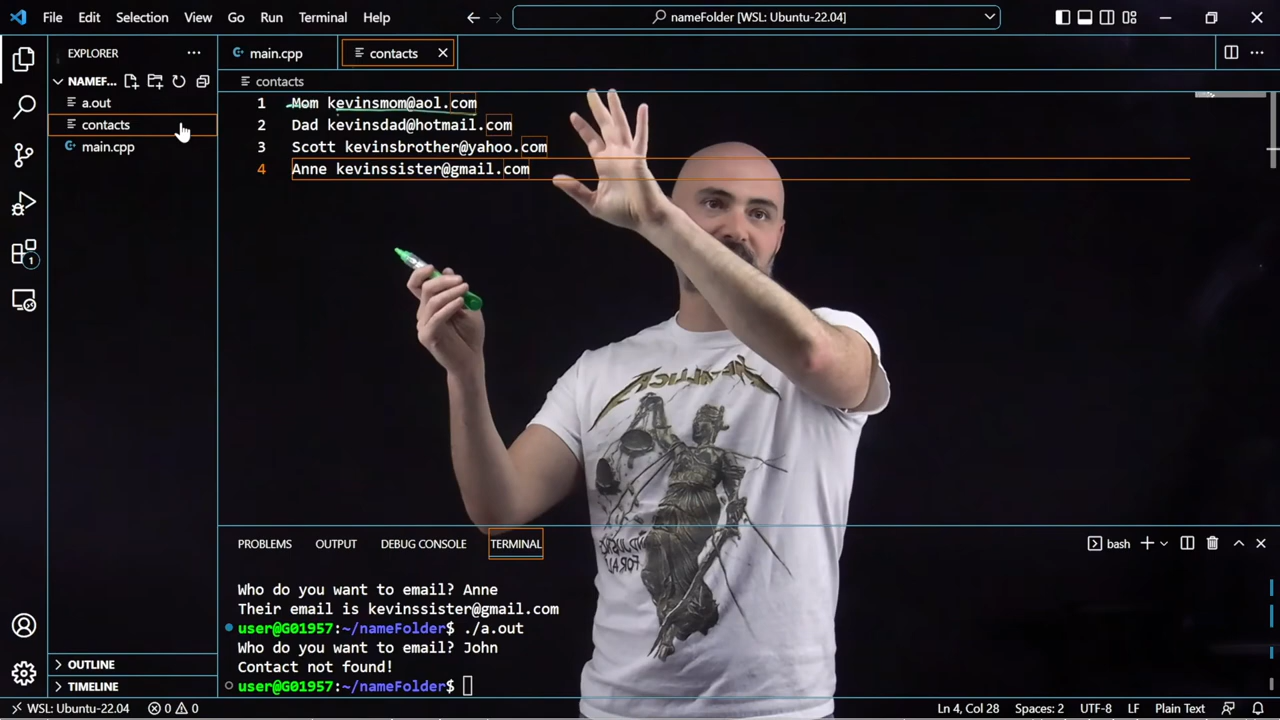 File Edit Selection View Go Run Terminal Help
nameFolder [WSL: Ubuntu-22.04]
EXPLORER
NAMEF...
a.out
contacts
main.cpp
OUTLINE
TIMELINE
main.cpp contacts
contacts
1 Mom kevinsmom@aol.com
2 Dad kevinsdad@hotmail.com
3 Scott kevinsbrother@yahoo.com
4 Anne kevinssister@gmail.com
METALLICA
PROBLEMS OUTPUT DEBUG CONSOLE TERMINAL
bash
Who do you want to email? Anne
Their email is kevinssister@gmail.com
user@G01957:~/nameFolder$ ./a.out
Who do you want to email? John
Contact not found!
user@G01957:~/nameFolder$
1
WSL: Ubuntu-22.04 0 0
Ln 4, Col 28 Spaces: 2 UTF-8 LF Plain Text